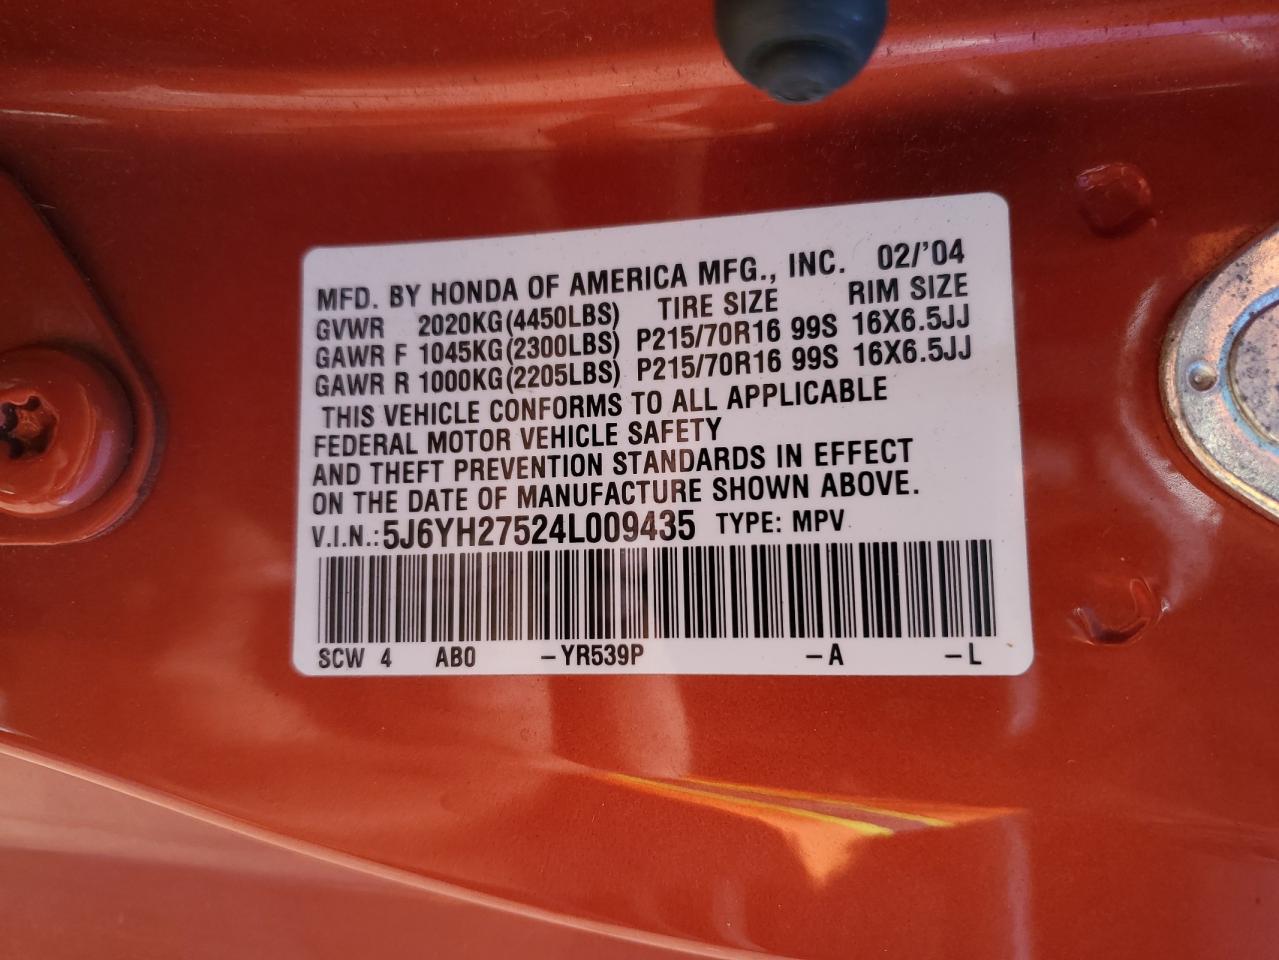 MFD. BY HONDA OF AMERICA MFG., INC. 02/'04
GVWR 2020KG(4450LBS) TIRE SIZE RIM SIZE
GAWR F 1045KG(2300LBS) P215/70R16 99S 16X6.5JJ
GAWR R 1000KG(2205LBS) P215/70R16 99S 16X6.5JJ
THIS VEHICLE CONFORMS TO ALL APPLICABLE
FEDERAL MOTOR VEHICLE SAFETY
AND THEFT PREVENTION STANDARDS IN EFFECT
ON THE DATE OF MANUFACTURE SHOWN ABOVE.
V.I.N.:5J6YH27524L009435 TYPE: MPV
SCW 4 AB0 -YR539P -A -L